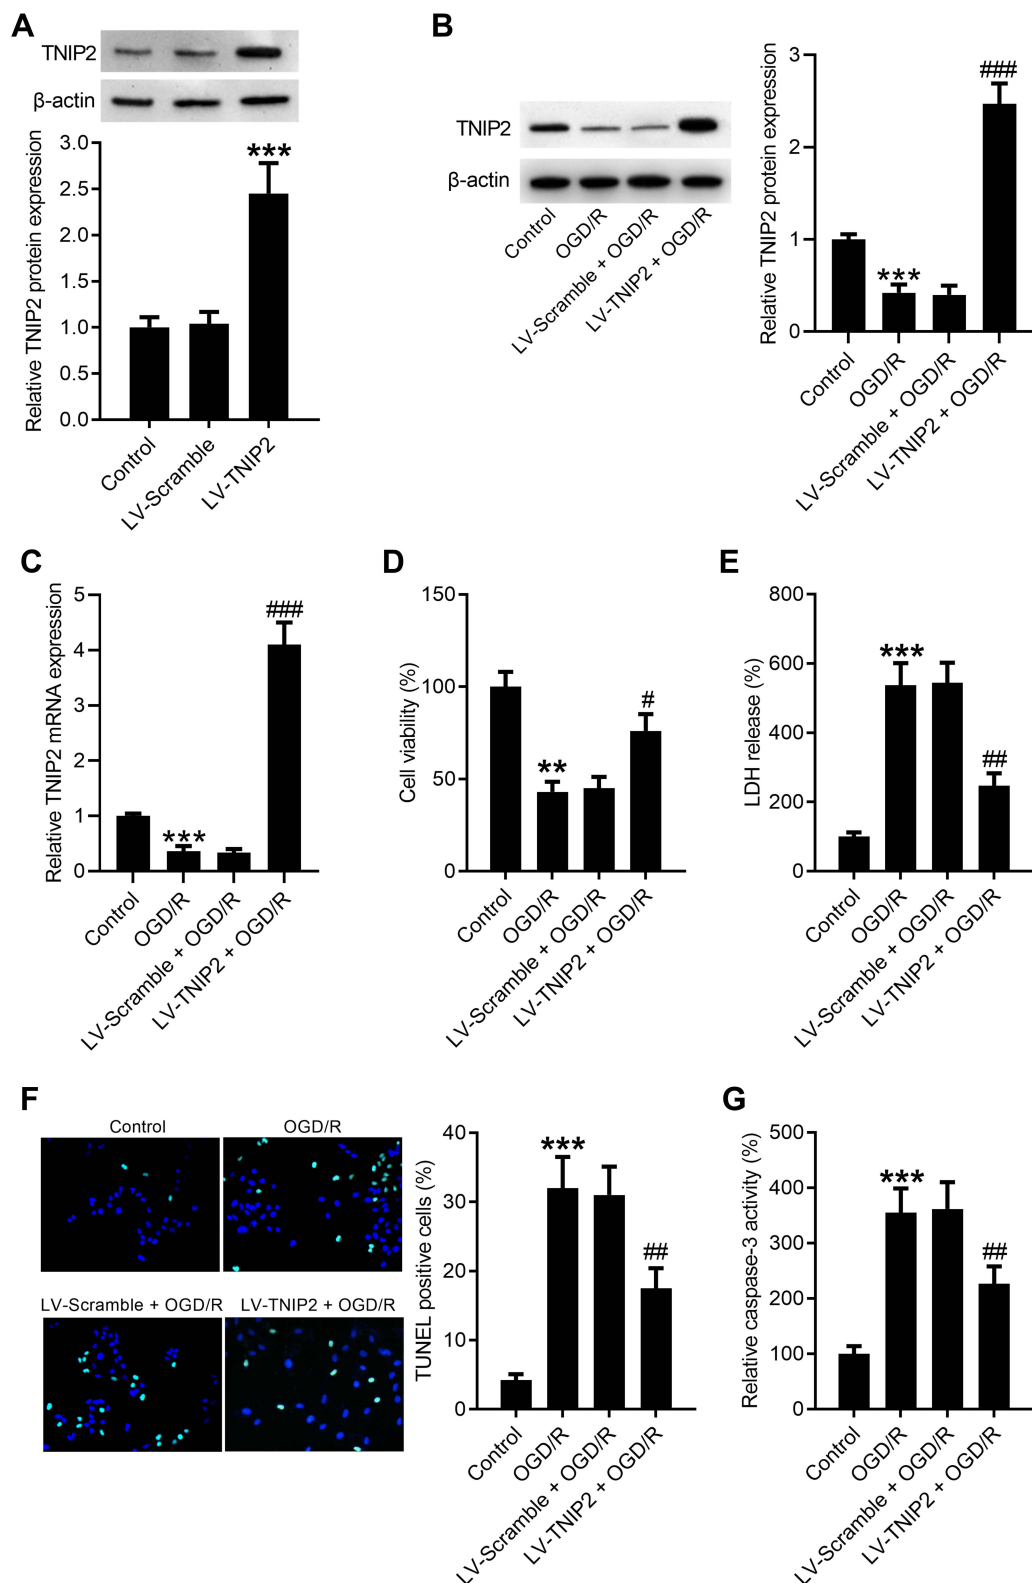 A
TNIP2
β-actin
Relative TNIP2 protein expression
3.0
2.5
2.0
1.5
1.0
0.5
0.0
***
Control
LV-Scramble
LV-TNIP2
B
TNIP2
β-actin
Control
OGD/R
LV-Scramble + OGD/R
LV-TNIP2 + OGD/R
Relative TNIP2 protein expression
3
2
1
0
***
###
Control
OGD/R
LV-Scramble + OGD/R
LV-TNIP2 + OGD/R
C
Relative TNIP2 mRNA expression
5
4
2
1
0
***
###
Control
OGD/R
LV-Scramble + OGD/R
LV-TNIP2 + OGD/R
D
Cell viability (%)
150
100
50
0
**
#
Control
OGD/R
LV-Scramble + OGD/R
LV-TNIP2 + OGD/R
E
LDH release (%)
800
600
400
200
0
***
##
Control
OGD/R
LV-Scramble + OGD/R
LV-TNIP2 + OGD/R
F
Control
OGD/R
LV-Scramble + OGD/R
LV-TNIP2 + OGD/R
TUNEL positive cells (%)
40
30
20
10
0
***
##
Control
OGD/R
LV-Scramble + OGD/R
LV-TNIP2 + OGD/R
G
Relative caspase-3 activity (%)
500
400
300
200
100
0
***
##
Control
OGD/R
LV-Scramble + OGD/R
LV-TNIP2 + OGD/R